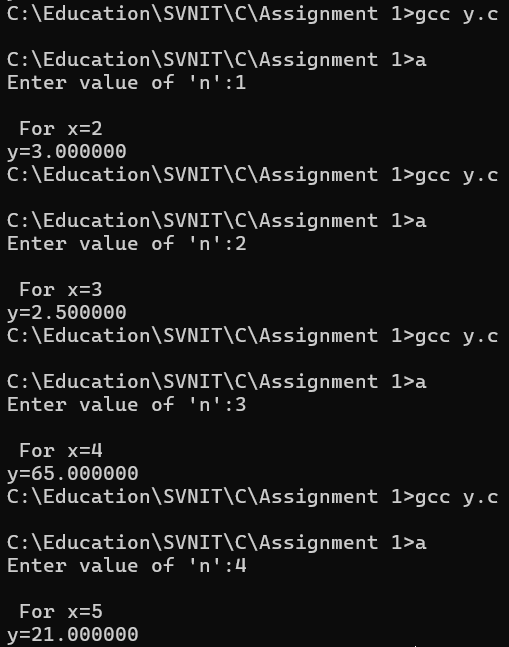 C:\Education\SVNIT\C\Assignment 1>gcc y.c
C:\Education\SVNIT\C\Assignment 1>a
Enter value of 'n':1
For x=2
y=3.000000
C:\Education\SVNIT\C\Assignment 1>gcc y.c
C:\Education\SVNIT\C\Assignment 1>a
Enter value of 'n':2
For x=3
y=2.500000
C:\Education\SVNIT\C\Assignment 1>gcc y.c
C:\Education\SVNIT\C\Assignment 1>a
Enter value of 'n':3
For x=4
y=65.000000
C:\Education\SVNIT\C\Assignment 1>gcc y.c
C:\Education\SVNIT\C\Assignment 1>a
Enter value of 'n':4
For x=5
y=21.000000